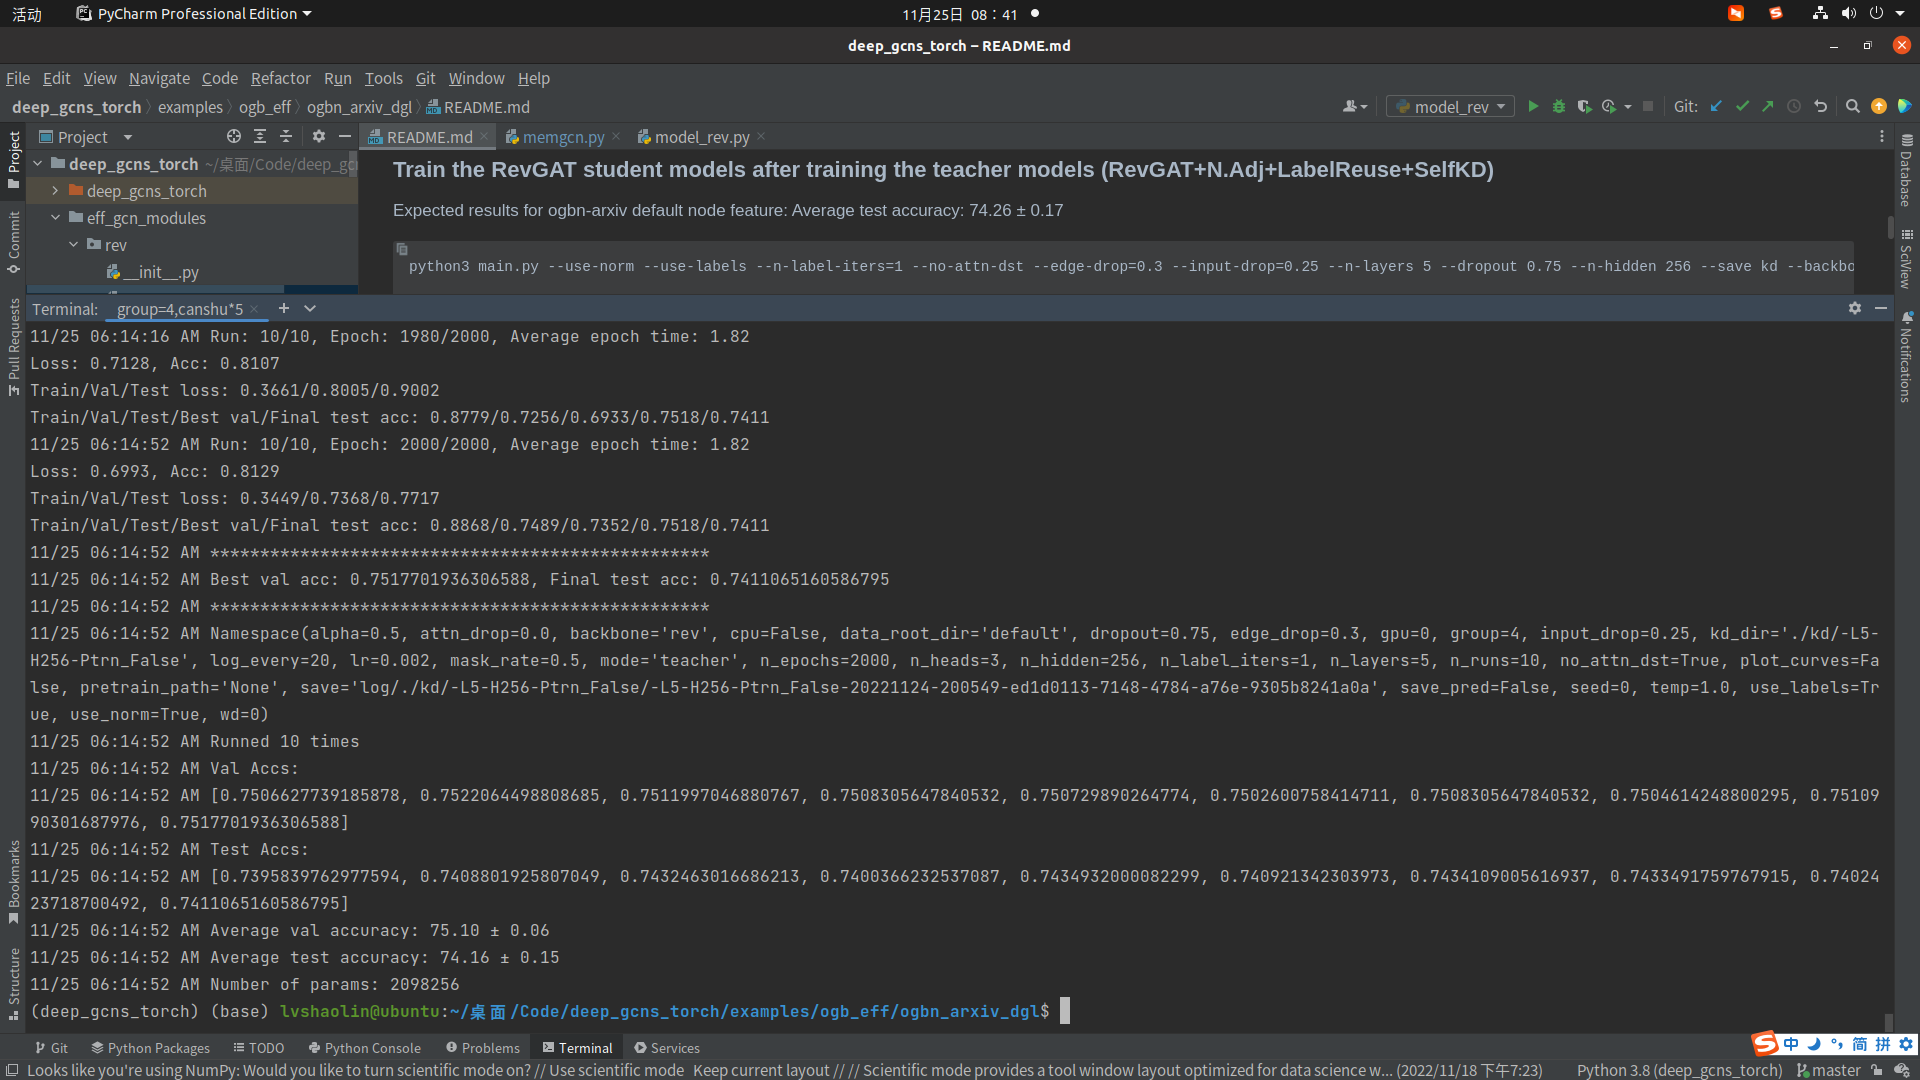 活动 PyCharm Professional Edition 11月25日 08：41
deep_gcns_torch – README.md
File Edit View Navigate Code Refactor Run Tools Git Window Help
deep_gcns_torch examples ogb_eff ogbn_arxiv_dgl README.md model_rev Git:
Project README.md memgcn.py model_rev.py
deep_gcns_torch ~/桌面/Code/deep_gc
deep_gcns_torch
eff_gcn_modules
rev
__init__.py
Train the RevGAT student models after training the teacher models (RevGAT+N.Adj+LabelReuse+SelfKD)
Expected results for ogbn-arxiv default node feature: Average test accuracy: 74.26 ± 0.17
python3 main.py --use-norm --use-labels --n-label-iters=1 --no-attn-dst --edge-drop=0.3 --input-drop=0.25 --n-layers 5 --dropout 0.75 --n-hidden 256 --save kd --backbo
Terminal: group=4,canshu*5
11/25 06:14:16 AM Run: 10/10, Epoch: 1980/2000, Average epoch time: 1.82
Loss: 0.7128, Acc: 0.8107
Train/Val/Test loss: 0.3661/0.8005/0.9002
Train/Val/Test/Best val/Final test acc: 0.8779/0.7256/0.6933/0.7518/0.7411
11/25 06:14:52 AM Run: 10/10, Epoch: 2000/2000, Average epoch time: 1.82
Loss: 0.6993, Acc: 0.8129
Train/Val/Test loss: 0.3449/0.7368/0.7717
Train/Val/Test/Best val/Final test acc: 0.8868/0.7489/0.7352/0.7518/0.7411
11/25 06:14:52 AM **************************************************
11/25 06:14:52 AM Best val acc: 0.7517701936306588, Final test acc: 0.7411065160586795
11/25 06:14:52 AM **************************************************
11/25 06:14:52 AM Namespace(alpha=0.5, attn_drop=0.0, backbone='rev', cpu=False, data_root_dir='default', dropout=0.75, edge_drop=0.3, gpu=0, group=4, input_drop=0.25, kd_dir='./kd/-L5-
H256-Ptrn_False', log_every=20, lr=0.002, mask_rate=0.5, mode='teacher', n_epochs=2000, n_heads=3, n_hidden=256, n_label_iters=1, n_layers=5, n_runs=10, no_attn_dst=True, plot_curves=Fa
lse, pretrain_path='None', save='log/./kd/-L5-H256-Ptrn_False/-L5-H256-Ptrn_False-20221124-200549-ed1d0113-7148-4784-a76e-9305b8241a0a', save_pred=False, seed=0, temp=1.0, use_labels=Tr
ue, use_norm=True, wd=0)
11/25 06:14:52 AM Runned 10 times
11/25 06:14:52 AM Val Accs:
11/25 06:14:52 AM [0.7506627739185878, 0.7522064498808685, 0.7511997046880767, 0.7508305647840532, 0.750729890264774, 0.7502600758414711, 0.7508305647840532, 0.7504614248800295, 0.75109
90301687976, 0.7517701936306588]
11/25 06:14:52 AM Test Accs:
11/25 06:14:52 AM [0.7395839762977594, 0.7408801925807049, 0.7432463016686213, 0.7400366232537087, 0.7434932000082299, 0.740921342303973, 0.7434109005616937, 0.7433491759767915, 0.74024
23718700492, 0.7411065160586795]
11/25 06:14:52 AM Average val accuracy: 75.10 ± 0.06
11/25 06:14:52 AM Average test accuracy: 74.16 ± 0.15
11/25 06:14:52 AM Number of params: 2098256
(deep_gcns_torch) (base) lvshaolin@ubuntu:~/桌面/Code/deep_gcns_torch/examples/ogb_eff/ogbn_arxiv_dgl$
Git Python Packages TODO Python Console Problems Terminal Services
中 简 拼
Looks like you're using NumPy: Would you like to turn scientific mode on? // Use scientific mode Keep current layout // // Scientific mode provides a tool window layout optimized for data science w... (2022/11/18 下午7:23) Python 3.8 (deep_gcns_torch) master
Project
Commit
Pull Requests
Bookmarks
Structure
Database
SciView
Notifications